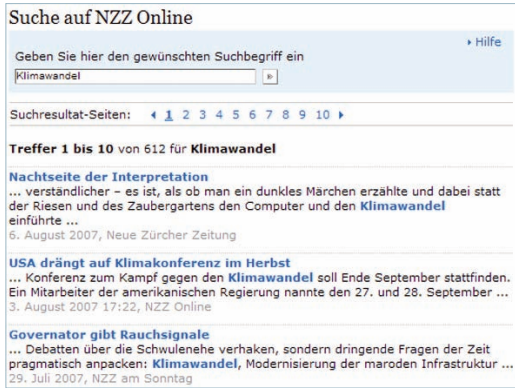 Suche auf NZZ Online
Hilfe
Geben Sie hier den gewünschten Suchbegriff ein
Klimawandel
Suchresultat-Seiten: 1 2 3 4 5 6 7 8 9 10
Treffer 1 bis 10 von 612 für Klimawandel
Nachtseite der Interpretation
... verständlicher – es ist, als ob man ein dunkles Märchen erzählte und dabei statt
der Riesen und des Zaubergartens den Computer und den Klimawandel
einführte ...
6. August 2007, Neue Zürcher Zeitung
USA drängt auf Klimakonferenz im Herbst
... Konferenz zum Kampf gegen den Klimawandel soll Ende September stattfinden.
Ein Mitarbeiter der amerikanischen Regierung nannte den 27. und 28. September ...
3. August 2007 17:22, NZZ Online
Governator gibt Rauchsignale
... Debatten über die Schwulenehe verhaken, sondern dringende Fragen der Zeit
pragmatisch anpacken: Klimawandel, Modernisierung der maroden Infrastruktur ...
29. Juli 2007, NZZ am Sonntag